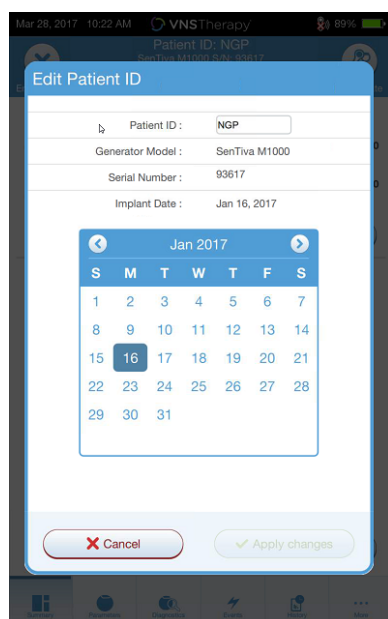 Mar 28, 2017 10:22 AM VNSTherapy 89%
Patient ID: NGP
SenTiva M1000 S/N: 93617
Edit Patient ID
Patient ID : NGP
Generator Model : SenTiva M1000
Serial Number : 93617
Implant Date : Jan 16, 2017
Jan 2017
S M T W T F S
1 2 3 4 5 6 7
8 9 10 11 12 13 14
15 16 17 18 19 20 21
22 23 24 25 26 27 28
29 30 31
Cancel Apply changes
Summary Parameters Diagnostics Events History More